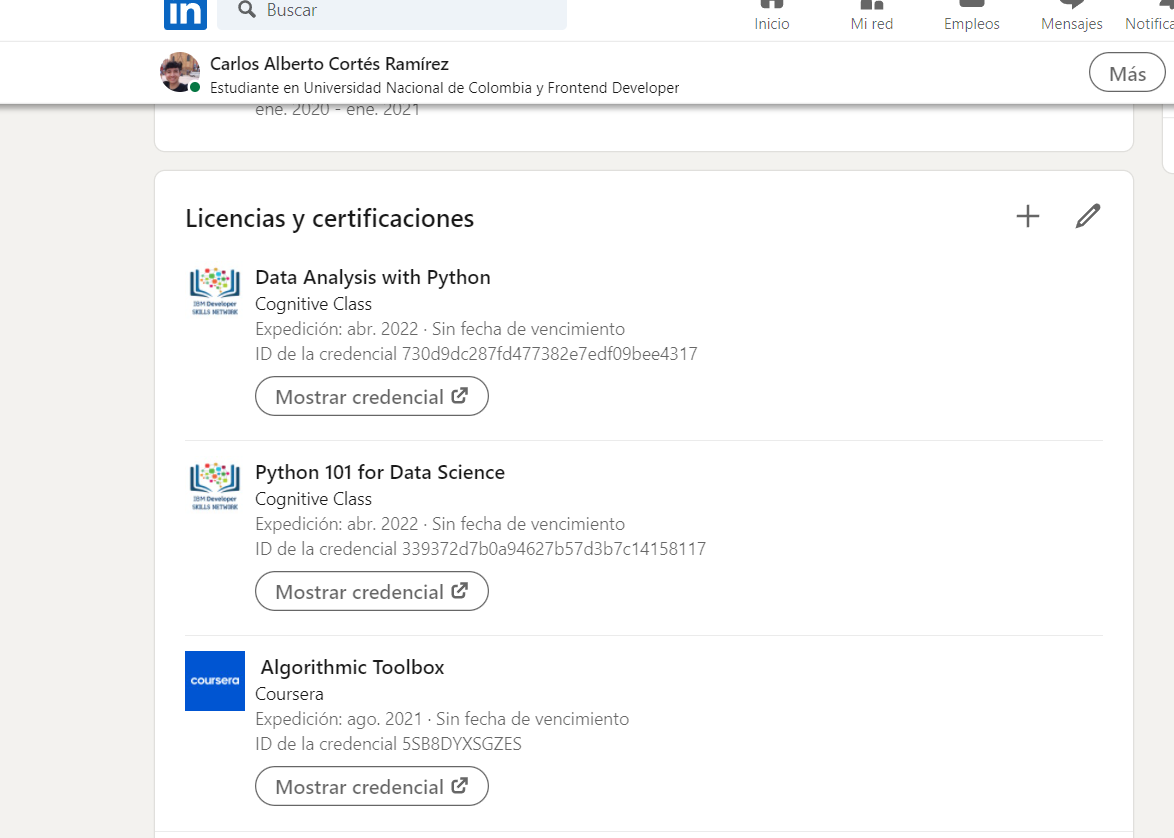 in Buscar
Inicio
Mi red
Empleos
Mensajes
Notifica
Carlos Alberto Cortés Ramírez
Estudiante en Universidad Nacional de Colombia y Frontend Developer
Más
ene. 2020 - ene. 2021
Licencias y certificaciones
IBM Developer
SKILLS NETWORK
Data Analysis with Python
Cognitive Class
Expedición: abr. 2022 · Sin fecha de vencimiento
ID de la credencial 730d9dc287fd477382e7edf09bee4317
Mostrar credencial
IBM Developer
SKILLS NETWORK
Python 101 for Data Science
Cognitive Class
Expedición: abr. 2022 · Sin fecha de vencimiento
ID de la credencial 339372d7b0a94627b57d3b7c14158117
Mostrar credencial
coursera
Algorithmic Toolbox
Coursera
Expedición: ago. 2021 · Sin fecha de vencimiento
ID de la credencial 5SB8DYXSGZES
Mostrar credencial